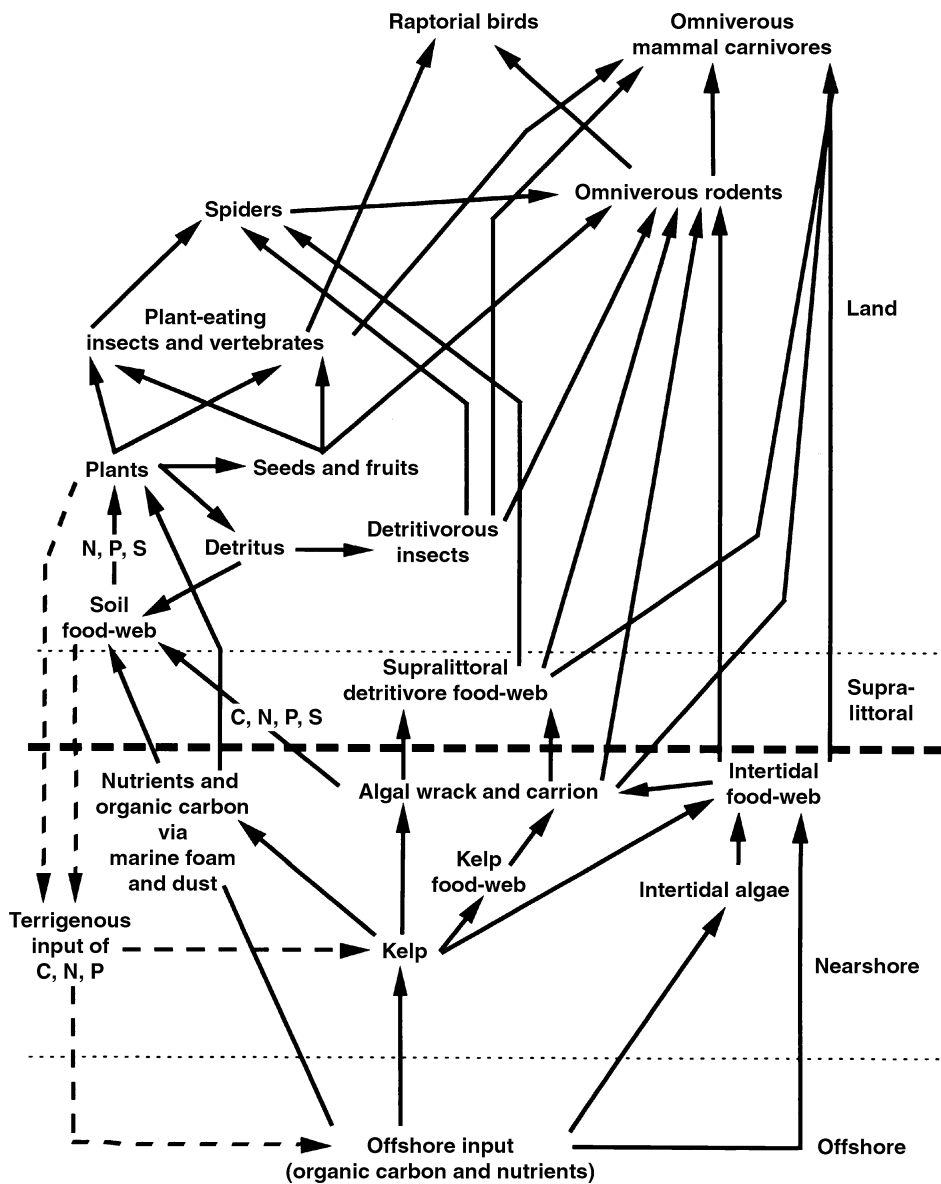 Raptorial birds
Omniverous
mammal carnivores
Omniverous rodents
Spiders
Land
Plant-eating
insects and vertebrates
Plants
Seeds and fruits
N, P, S
Detritus
Detritivorous
insects
Soil
food-web
Supralittoral
detritivore food-web
Supra-
littoral
C, N, P, S
Nutrients and
organic carbon
via
marine foam
and dust
Algal wrack and carrion
Intertidal
food-web
Kelp
food-web
Intertidal algae
Terrigenous
input of
C, N, P
Kelp
Nearshore
Offshore input
(organic carbon and nutrients)
Offshore